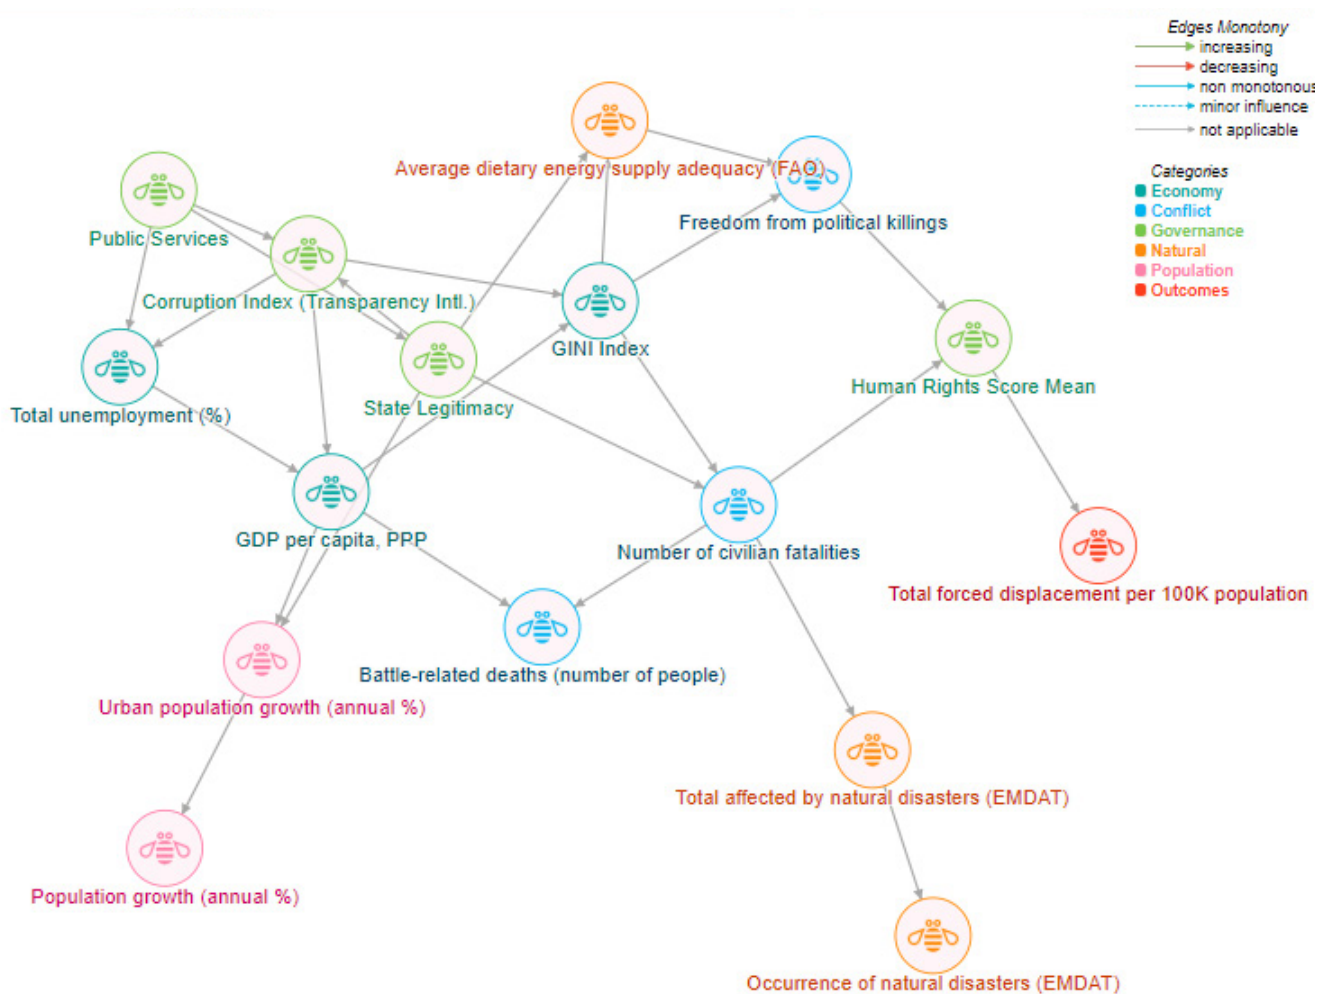 Edges Monotony
increasing
decreasing
non monotonous
minor influence
not applicable
Categories
Economy
Conflict
Governance
Natural
Population
Outcomes
Average dietary energy supply adequacy (FAO)
Freedom from political killings
Public Services
Corruption Index (Transparency Intl.)
GINI Index
Human Rights Score Mean
State Legitimacy
Total unemployment (%)
GDP per capita, PRP
Number of civilian fatalities
Total forced displacement per 100K population
Battle-related deaths (number of people)
Urban population growth (annual %)
Total affected by natural disasters (EMDAT)
Population growth (annual %)
Occurrence of natural disasters (EMDAT)